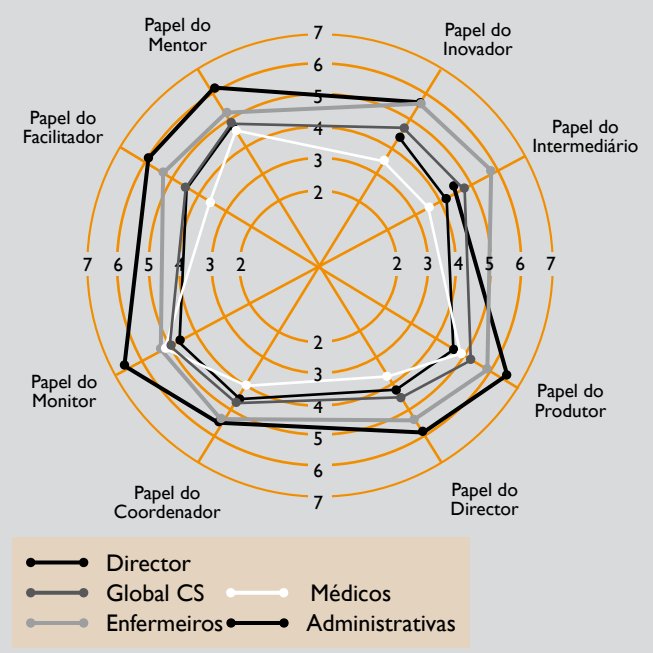 Papel do
Mentor
7
Papel do
Inovador
6
5
Papel do
Facilitador
4
Papel do
Intermediário
3
2
7 6 5 4 3 2
2 3 4 5 6 7
2
3
Papel do
Monitor
Papel do
Produtor
4
5
6
Papel do
Coordenador
Papel do
Director
7
Director
Global CS
Médicos
Enfermeiros
Administrativas